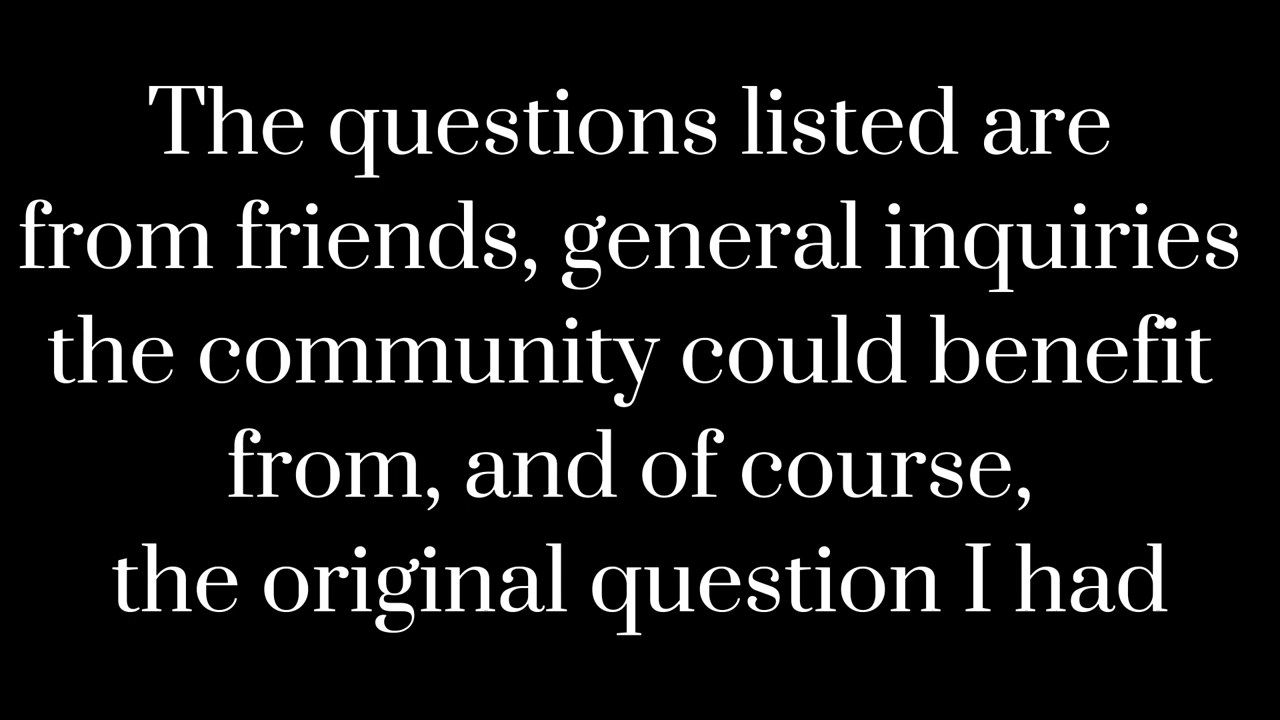 The questions listed are
from friends, general inquiries
the community could benefit
from, and of course,
the original question I had